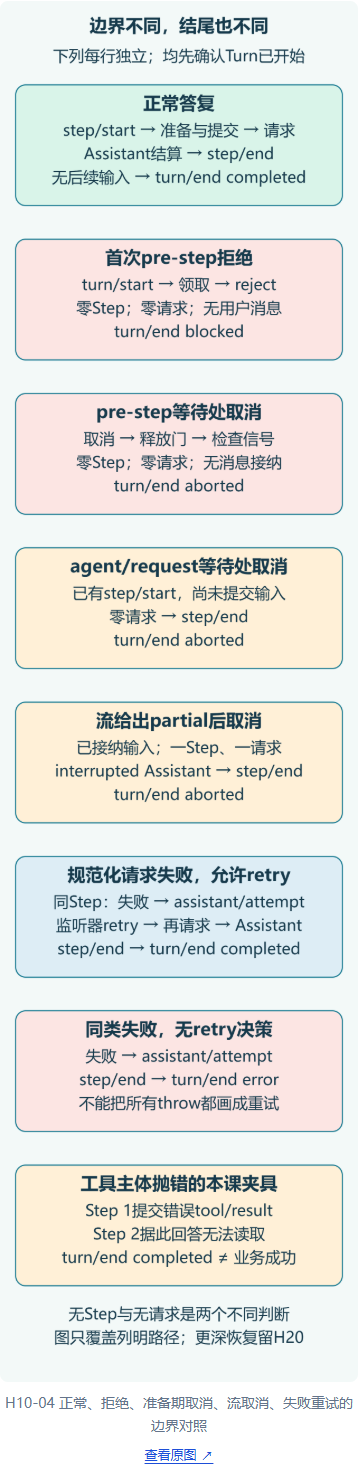 边界不同，结尾也不同
下列每行独立；均先确认Turn已开始
正常答复
step/start → 准备与提交 → 请求
Assistant结算 → step/end
无后续输入 → turn/end completed
首次pre-step拒绝
turn/start → 领取 → reject
零Step；零请求；无用户消息
turn/end blocked
pre-step等待处取消
取消 → 释放门 → 检查信号
零Step；零请求；无消息接纳
turn/end aborted
agent/request等待处取消
已有step/start，尚未提交输入
零请求 → step/end
turn/end aborted
流给出partial后取消
已接纳输入；一Step、一请求
interrupted Assistant → step/end
turn/end aborted
规范化请求失败，允许retry
同Step：失败 → assistant/attempt
监听器retry → 再请求 → Assistant
step/end → turn/end completed
同类失败，无retry决策
失败 → assistant/attempt
step/end → turn/end error
不能把所有throw都画成重试
工具主体抛错的本课夹具
Step 1提交错误tool/result
Step 2据此回答无法读取
turn/end completed ≠ 业务成功
无Step与无请求是两个不同判断
图只覆盖列明路径；更深恢复留H20
H10-04 正常、拒绝、准备期取消、流取消、失败重试的
边界对照
查看原图 ↗